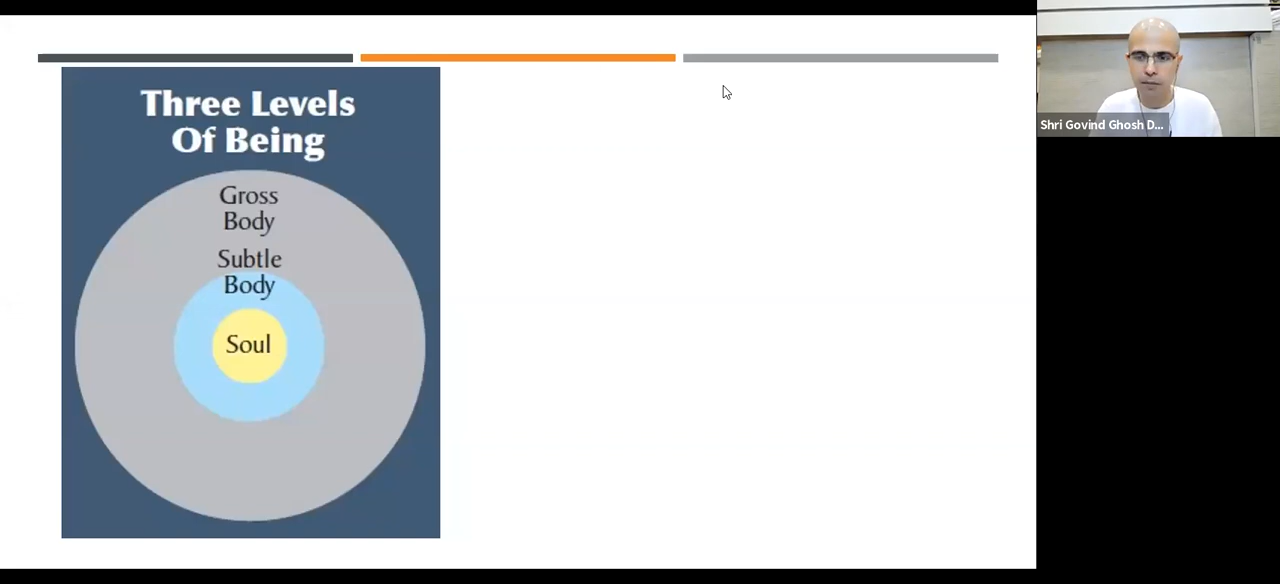 Three Levels
Of Being
Gross
Body
Subtle
Body
Soul
Shri Govind Ghosh D...